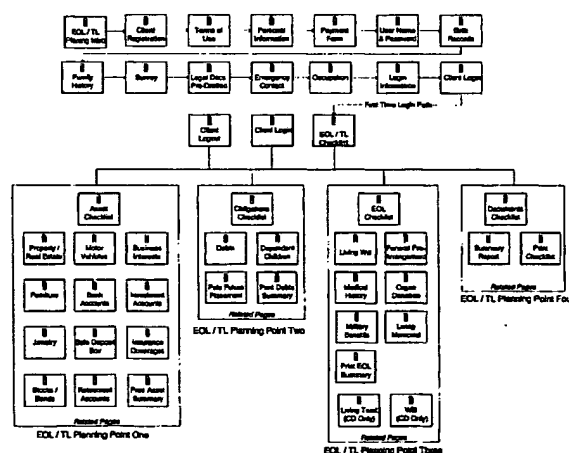 EOL / TL
Planning Intro
Client
Registration
Terms of
Use
Personal
Information
Payment
Form
User Name
& Password
Birth
Records
Family
History
Survey
Legal Docs
Pre-Destiny
Emergency
Contact
Occupation
Login
Information
Client Login
First Time Login Path
Client
Logout
Client Login
EOL / TL
Checklist
Asset
Checklist
Property /
Real Estate
Motor
Vehicles
Business
Interests
Furniture
Bank
Accounts
Investment
Accounts
Jewelry
Safe Deposit
Box
Insurance
Coverages
Stocks /
Bonds
Retirement
Accounts
Print Asset
Summary
Related Pages
EOL / TL Planning Point One
Obligations
Checklist
Debts
Dependent
Children
Pets Future
Placement
Print Debts
Summary
Related Pages
EOL / TL Planning Point Two
EOL
Checklist
Living Will
Funeral Pre-
Arrangement
Medical
History
Organ
Donation
Military
Benefits
Living
Memorial
Print EOL
Summary
Living Trust
(CD Only)
Will
(CD Only)
Related Pages
EOL / TL Planning Point Three
Documents
Checklist
Summary
Report
Print
Checklist
Related Pages
EOL / TL Planning Point Four